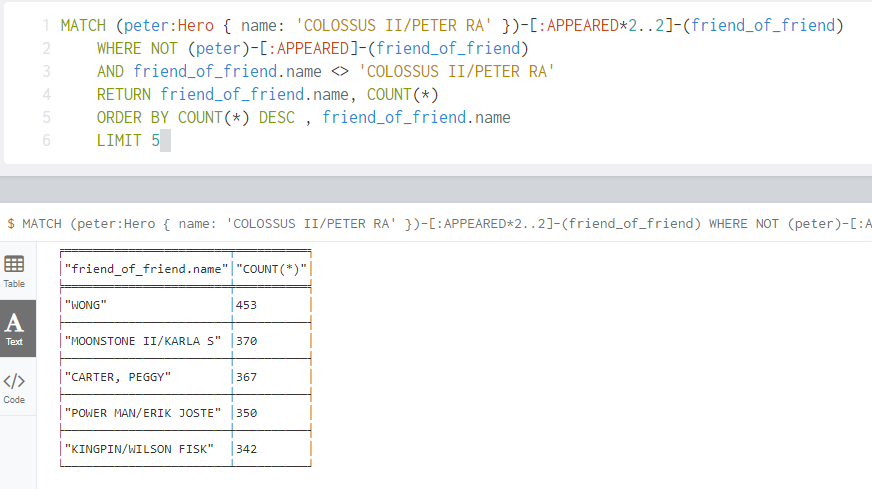 1 MATCH (peter:Hero { name: 'COLOSSUS II/PETER RA' })-[:APPEARED*2..2]-(friend_of_friend)
2 WHERE NOT (peter)-[:APPEARED]-(friend_of_friend)
3 AND friend_of_friend.name <> 'COLOSSUS II/PETER RA'
4 RETURN friend_of_friend.name, COUNT(*)
5 ORDER BY COUNT(*) DESC , friend_of_friend.name
6 LIMIT 5
$ MATCH (peter:Hero { name: 'COLOSSUS II/PETER RA' })-[:APPEARED*2..2]-(friend_of_friend) WHERE NOT (peter)-[:A
Table
A
Text
</>
Code
"friend_of_friend.name" "COUNT(*)"
"WONG" 453
"MOONSTONE II/KARLA S" 370
"CARTER, PEGGY" 367
"POWER MAN/ERIK JOSTE" 350
"KINGPIN/WILSON FISK" 342